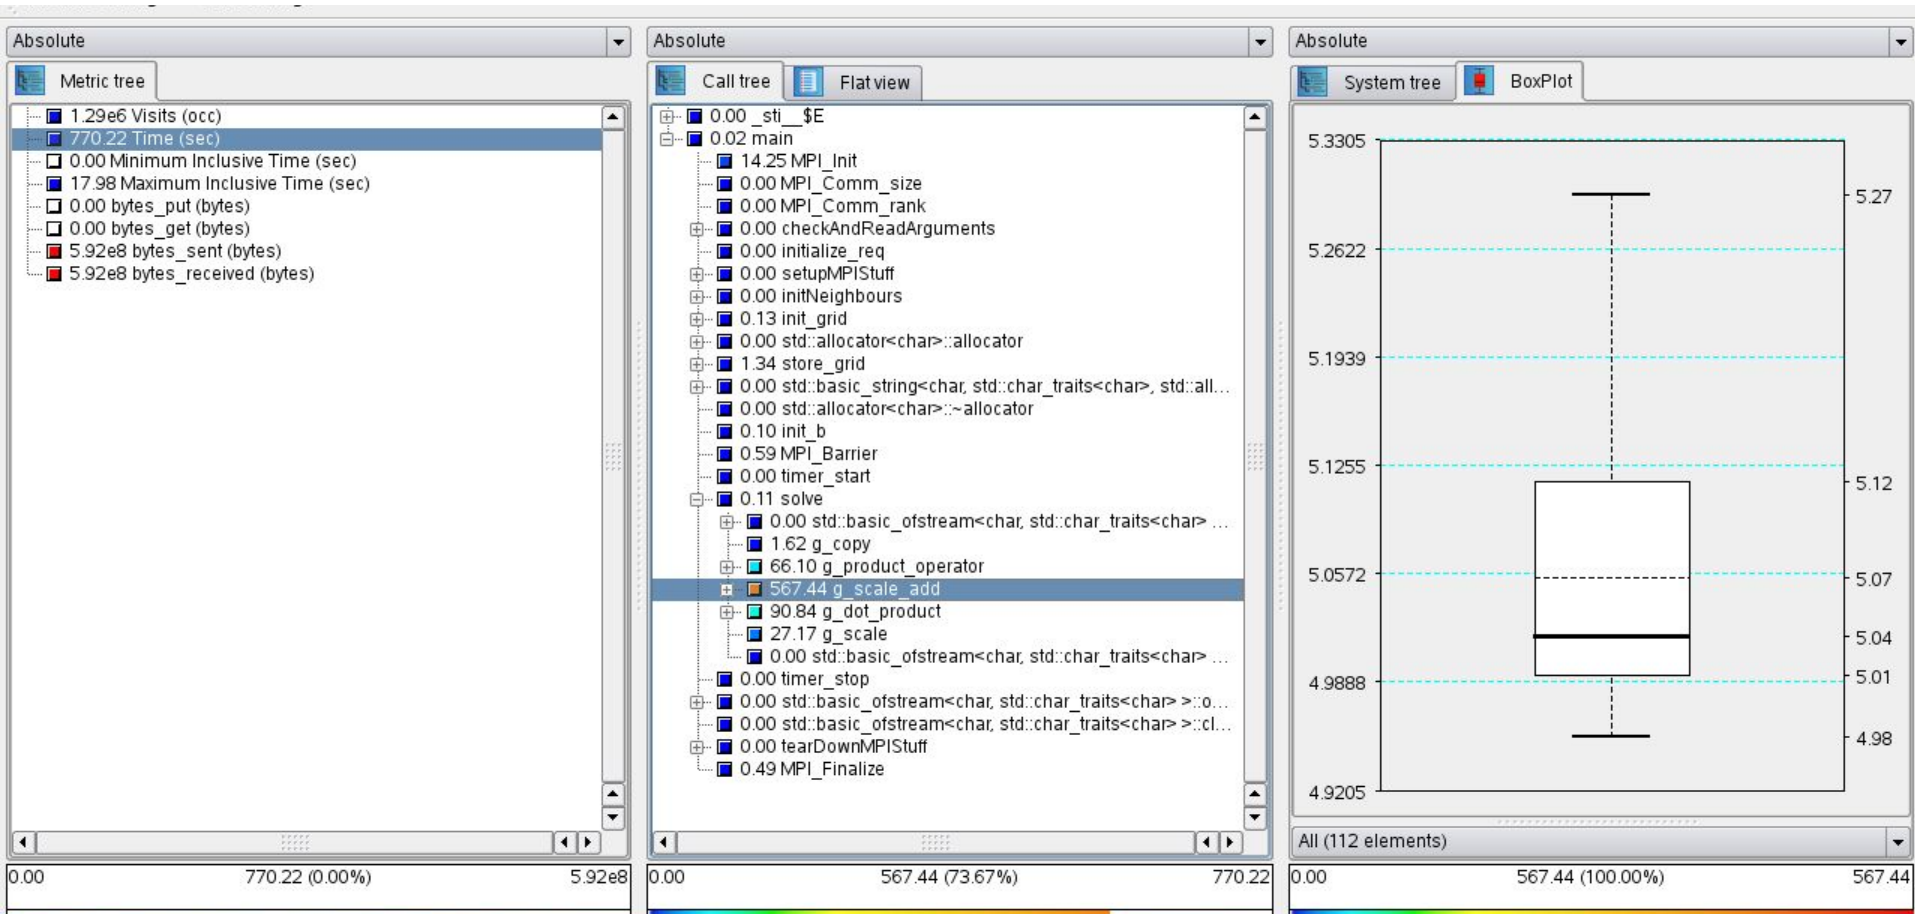 Absolute
Metric tree
1.29e6 Visits (occ)
770.22 Time (sec)
0.00 Minimum Inclusive Time (sec)
17.98 Maximum Inclusive Time (sec)
0.00 bytes_put (bytes)
0.00 bytes_get (bytes)
5.92e8 bytes_sent (bytes)
5.92e8 bytes_received (bytes)
0.00 770.22 (0.00%) 5.92e8
Absolute
Call tree Flat view
0.00 _sti__$E
0.02 main
14.25 MPI_Init
0.00 MPI_Comm_size
0.00 MPI_Comm_rank
0.00 checkAndReadArguments
0.00 initialize_req
0.00 setupMPIStuff
0.00 initNeighbours
0.13 init_grid
0.00 std::allocator<char>::allocator
1.34 store_grid
0.00 std::basic_string<char, std::char_traits<char>, std::all...
0.00 std::allocator<char>::~allocator
0.10 init_b
0.59 MPI_Barrier
0.00 timer_start
0.11 solve
0.00 std::basic_ofstream<char, std::char_traits<char> ...
1.62 g_copy
66.10 g_product_operator
567.44 g_scale_add
90.84 g_dot_product
27.17 g_scale
0.00 std::basic_ofstream<char, std::char_traits<char> ...
0.00 timer_stop
0.00 std::basic_ofstream<char, std::char_traits<char> >::o...
0.00 std::basic_ofstream<char, std::char_traits<char> >::cl...
0.00 tearDownMPIStuff
0.49 MPI_Finalize
0.00 567.44 (73.67%) 770.22
Absolute
System tree BoxPlot
5.3305
5.27
5.2622
5.1939
5.1255
5.12
5.0572
5.07
5.04
5.01
4.9888
4.98
4.9205
All (112 elements)
0.00 567.44 (100.00%) 567.44